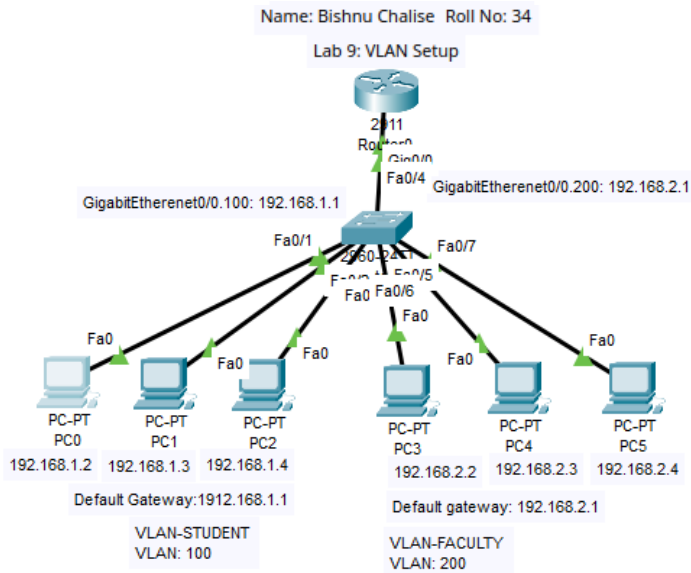 Name: Bishnu Chalise Roll No: 34
Lab 9: VLAN Setup
2911
Gig0/0
Fa0/4
GigabitEtherenet0/0.100: 192.168.1.1
GigabitEtherenet0/0.200: 192.168.2.1
Fa0/1
Fa0/7
Fa0/5
Fa0 Fa0/6
Fa0
Fa0
Fa0
Fa0
Fa0
Fa0
PC-PT
PC0
PC-PT
PC1
PC-PT
PC2
PC-PT
PC3
PC-PT
PC4
PC-PT
PC5
192.168.1.2
192.168.1.3
192.168.1.4
192.168.2.2
192.168.2.3
192.168.2.4
Default Gateway:1912.168.1.1
Default gateway: 192.168.2.1
VLAN-STUDENT
VLAN: 100
VLAN-FACULTY
VLAN: 200